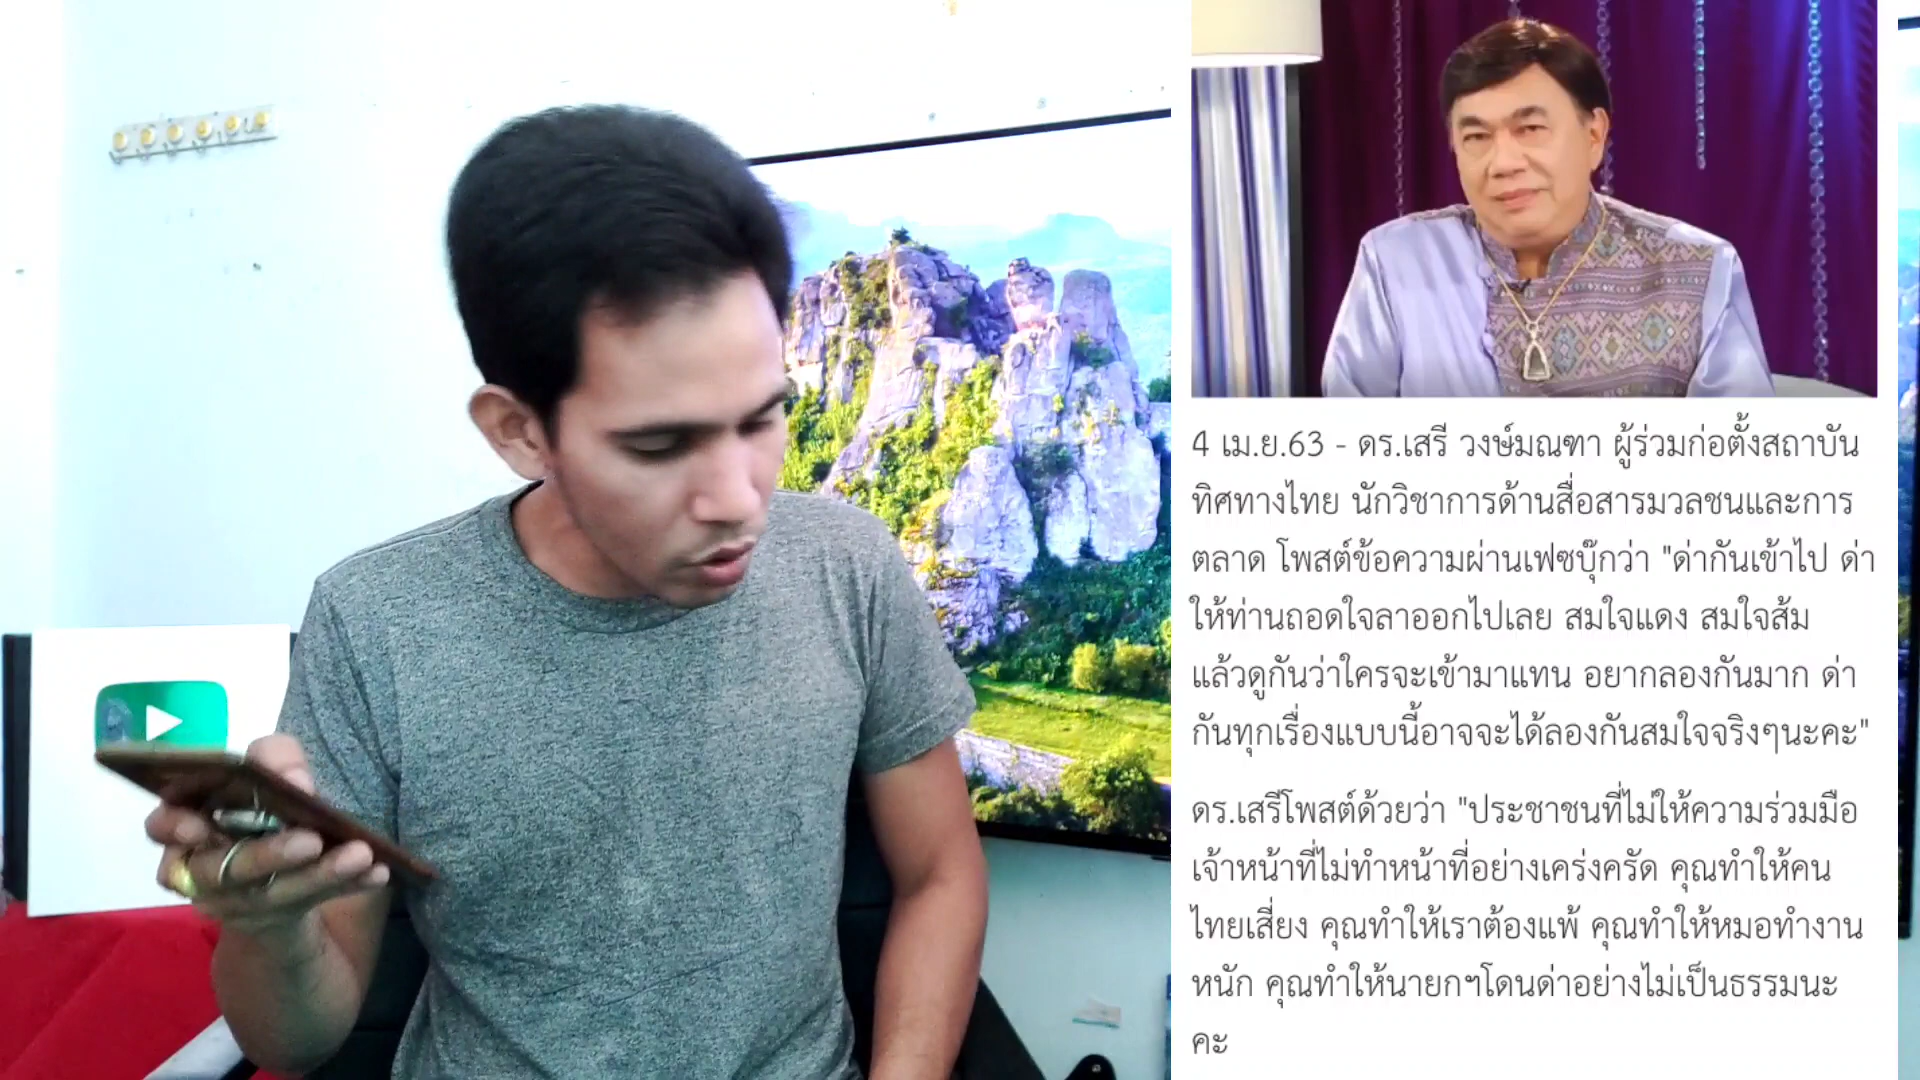 4 เม.ย.63 - ดร.เสรี วงษ์มณฑา ผู้ร่วมก่อตั้งสถาบัน
ทิศทางไทย นักวิชาการด้านสื่อสารมวลชนและการ
ตลาด โพสต์ข้อความผ่านเฟซบุ๊กว่า "ด่ากันเข้าไป ด่า
ให้ท่านถอดใจลาออกไปเลย สมใจแดง สมใจส้ม
แล้วดูกันว่าใครจะเข้ามาแทน อยากลองกันมาก ด่า
กันทุกเรื่องแบบนี้อาจจะได้ลองกันสมใจจริงๆนะคะ"
ดร.เสรีโพสต์ด้วยว่า "ประชาชนที่ไม่ให้ความร่วมมือ
เจ้าหน้าที่ไม่ทำหน้าที่อย่างเคร่งครัด คุณทำให้คน
ไทยเสี่ยง คุณทำให้เราต้องแพ้ คุณทำให้หมอทำงาน
หนัก คุณทำให้นายกฯโดนด่าอย่างไม่เป็นธรรมนะ
คะ